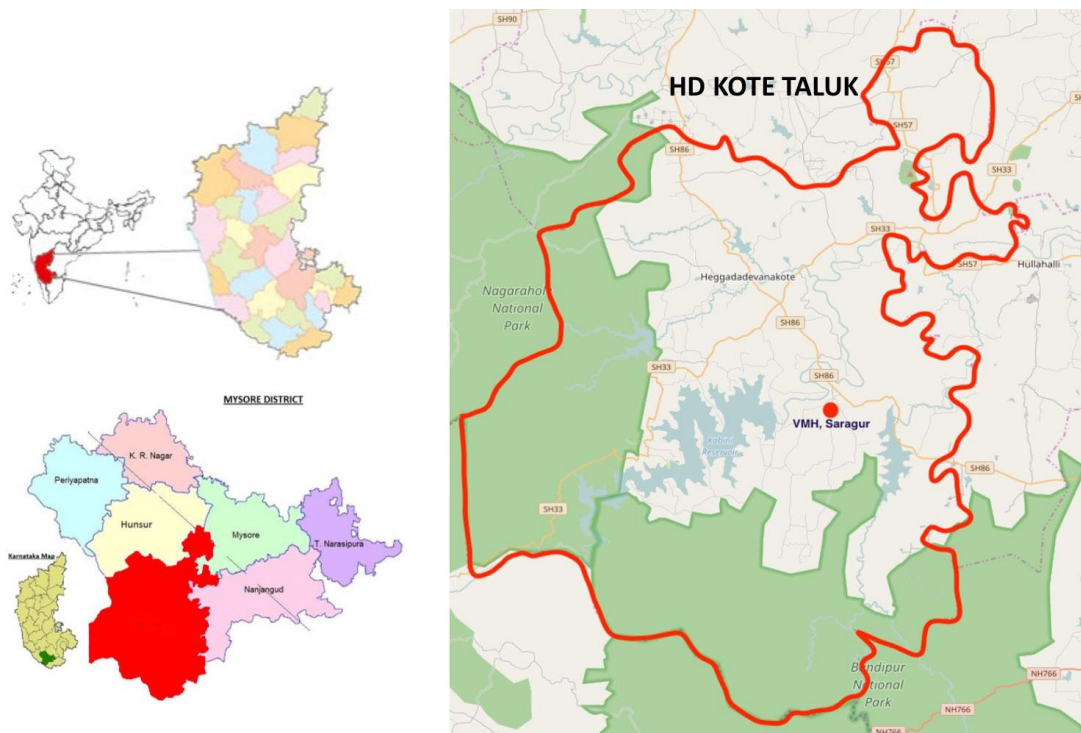 MYSORE DISTRICT
K. R. Nagar
Periyapatna
Hunsur
Mysore
T. Narasipura
Nanjangud
Karnataka Map
HD KOTE TALUK
SH90
SH57
SH57
SH86
SH33
SH33
SH57
Hullahalli
Heggadadevanakote
Nagarahole
National
Park
SH86
SH33
SH86
VMH, Saragur
Kabini
Reservoir
SH86
SH33
Bandipur
National
Park
NH766
NH766